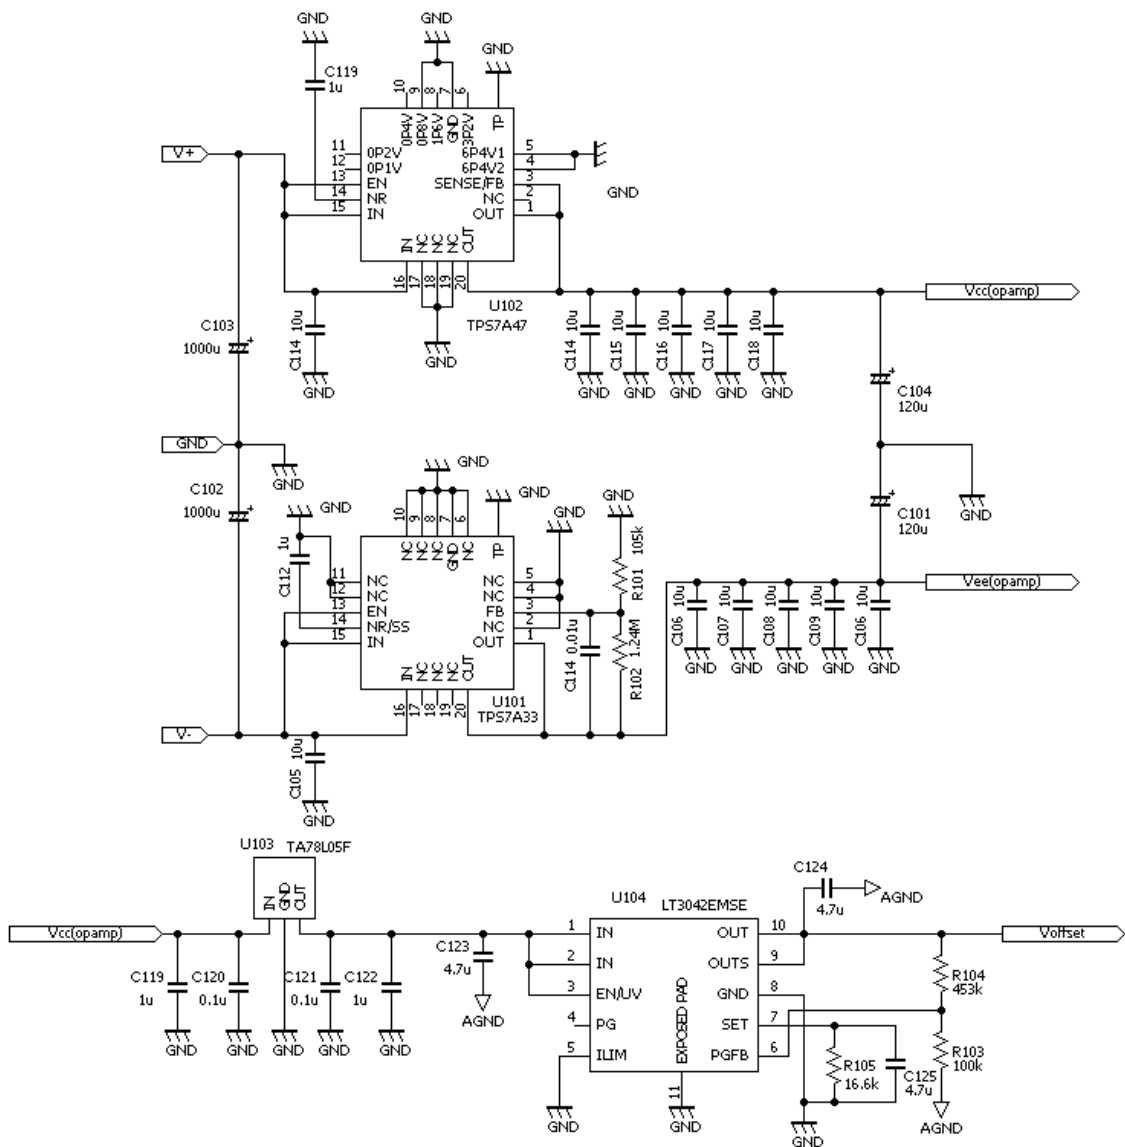 GND
GND
GND
C119
1u
10
9
8
7
6
0P4V
0P8V
1P6V
GND
3P2V
TP
V+
11
0P2V
12
0P1V
13
EN
14
NR
15
IN
6P4V1
5
6P4V2
4
SENSE/FB
3
NC
2
OUT
1
GND
IN
NC
NC
NC
OUT
16
17
18
19
20
U102
TPS7A47
C103
1000u
C114
10u
GND
GND
C114
10u
C115
10u
C116
10u
C117
10u
C118
10u
GND
GND
GND
GND
GND
Vcc(opamp)
C104
120u
GND
GND
C102
1000u
GND
GND
GND
GND
GND
1u
C112
10
9
8
7
6
NC
NC
NC
GND
NC
TP
11
NC
12
NC
13
EN
14
NR/SS
15
IN
NC
5
NC
4
FB
3
NC
2
OUT
1
IN
NC
NC
NC
OUT
16
17
18
19
20
U101
TPS7A33
R101
105k
C114
0.01u
R102
1.24M
C101
120u
GND
Vee(opamp)
C106
10u
C107
10u
C108
10u
C109
10u
C106
10u
GND
GND
GND
GND
GND
V-
C105
10u
GND
U103
TA78L05F
IN
GND
OUT
Vcc(opamp)
C119
1u
C120
0.1u
C121
0.1u
C122
1u
GND
GND
GND
GND
GND
C123
4.7u
AGND
U104
LT3042EMSE
1
IN
2
IN
3
EN/UV
4
PG
5
ILIM
EXPOSED PAD
11
OUT
10
OUTS
9
GND
8
SET
7
PGFB
6
GND
GND
C124
4.7u
AGND
Voffset
R104
453k
R103
100k
R105
16.6k
C125
4.7u
GND
AGND